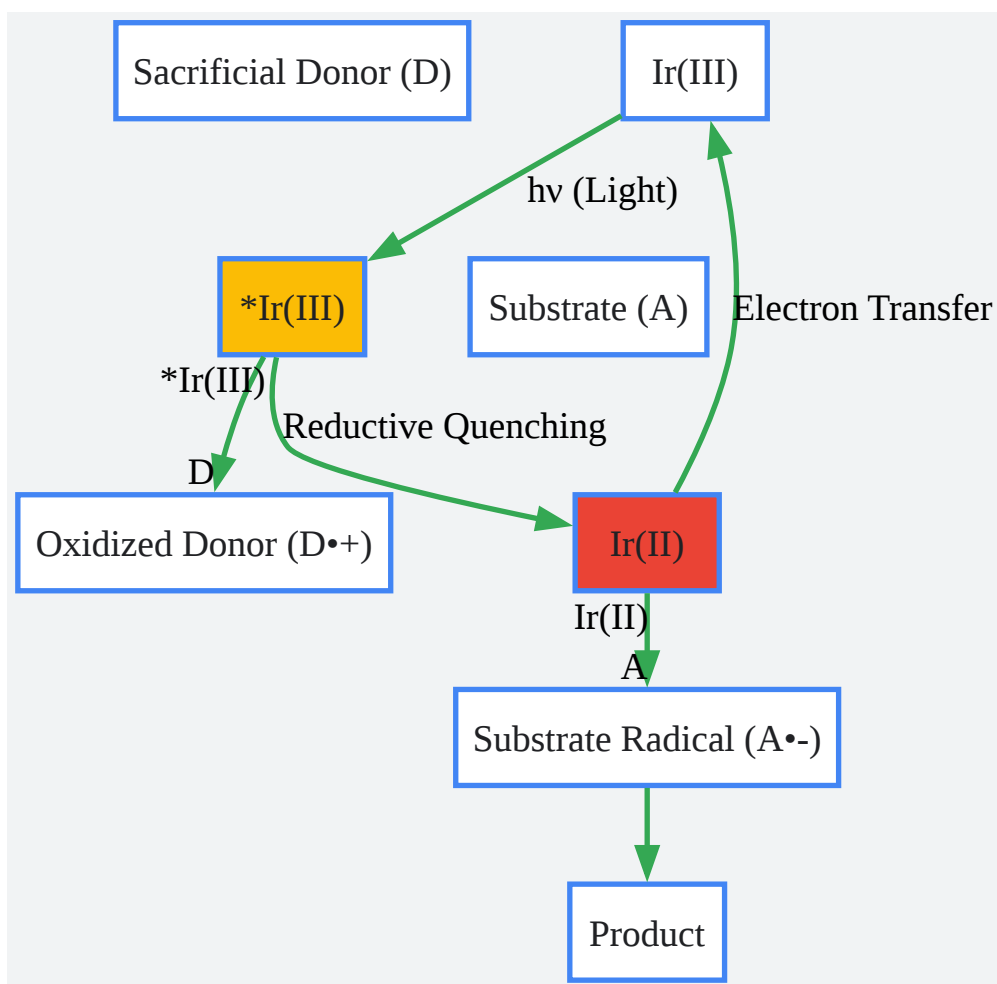 Sacrificial Donor (D)
Ir(III)
hν (Light)
*Ir(III)
Substrate (A)
Electron Transfer
*Ir(III)
Reductive Quenching
D
Oxidized Donor (D•+)
Ir(II)
Ir(II)
A
Substrate Radical (A•-)
Product